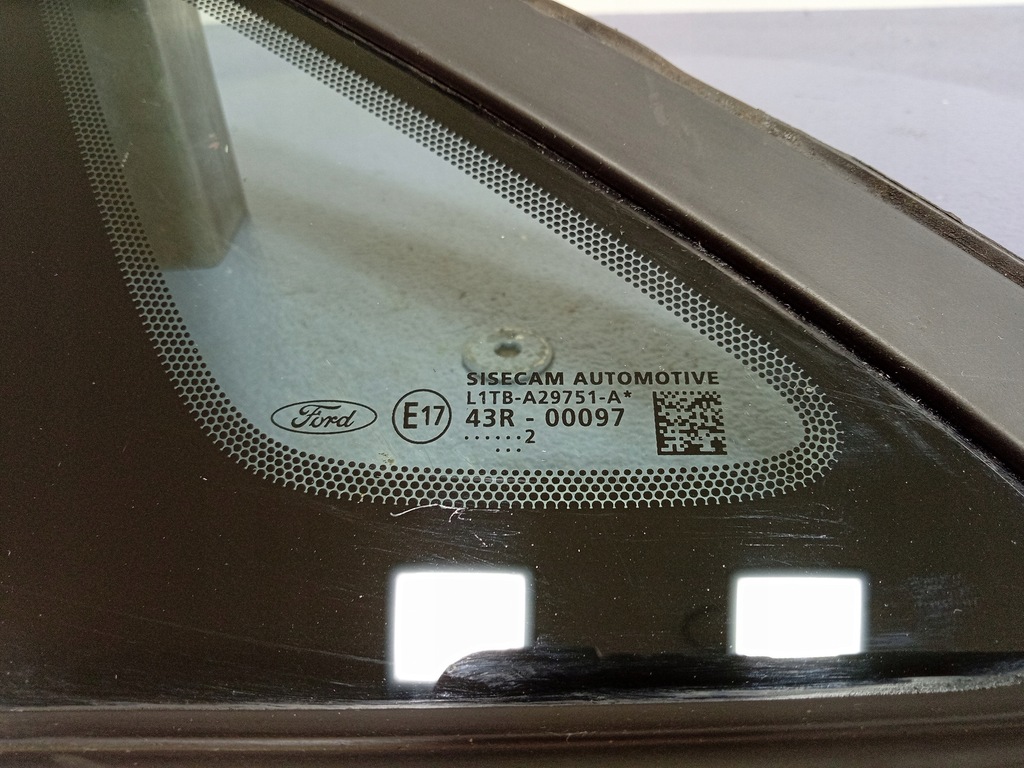 Ford
E17
SISECAM AUTOMOTIVE
L1TB-A29751-A*
43R - 00097
......2
...